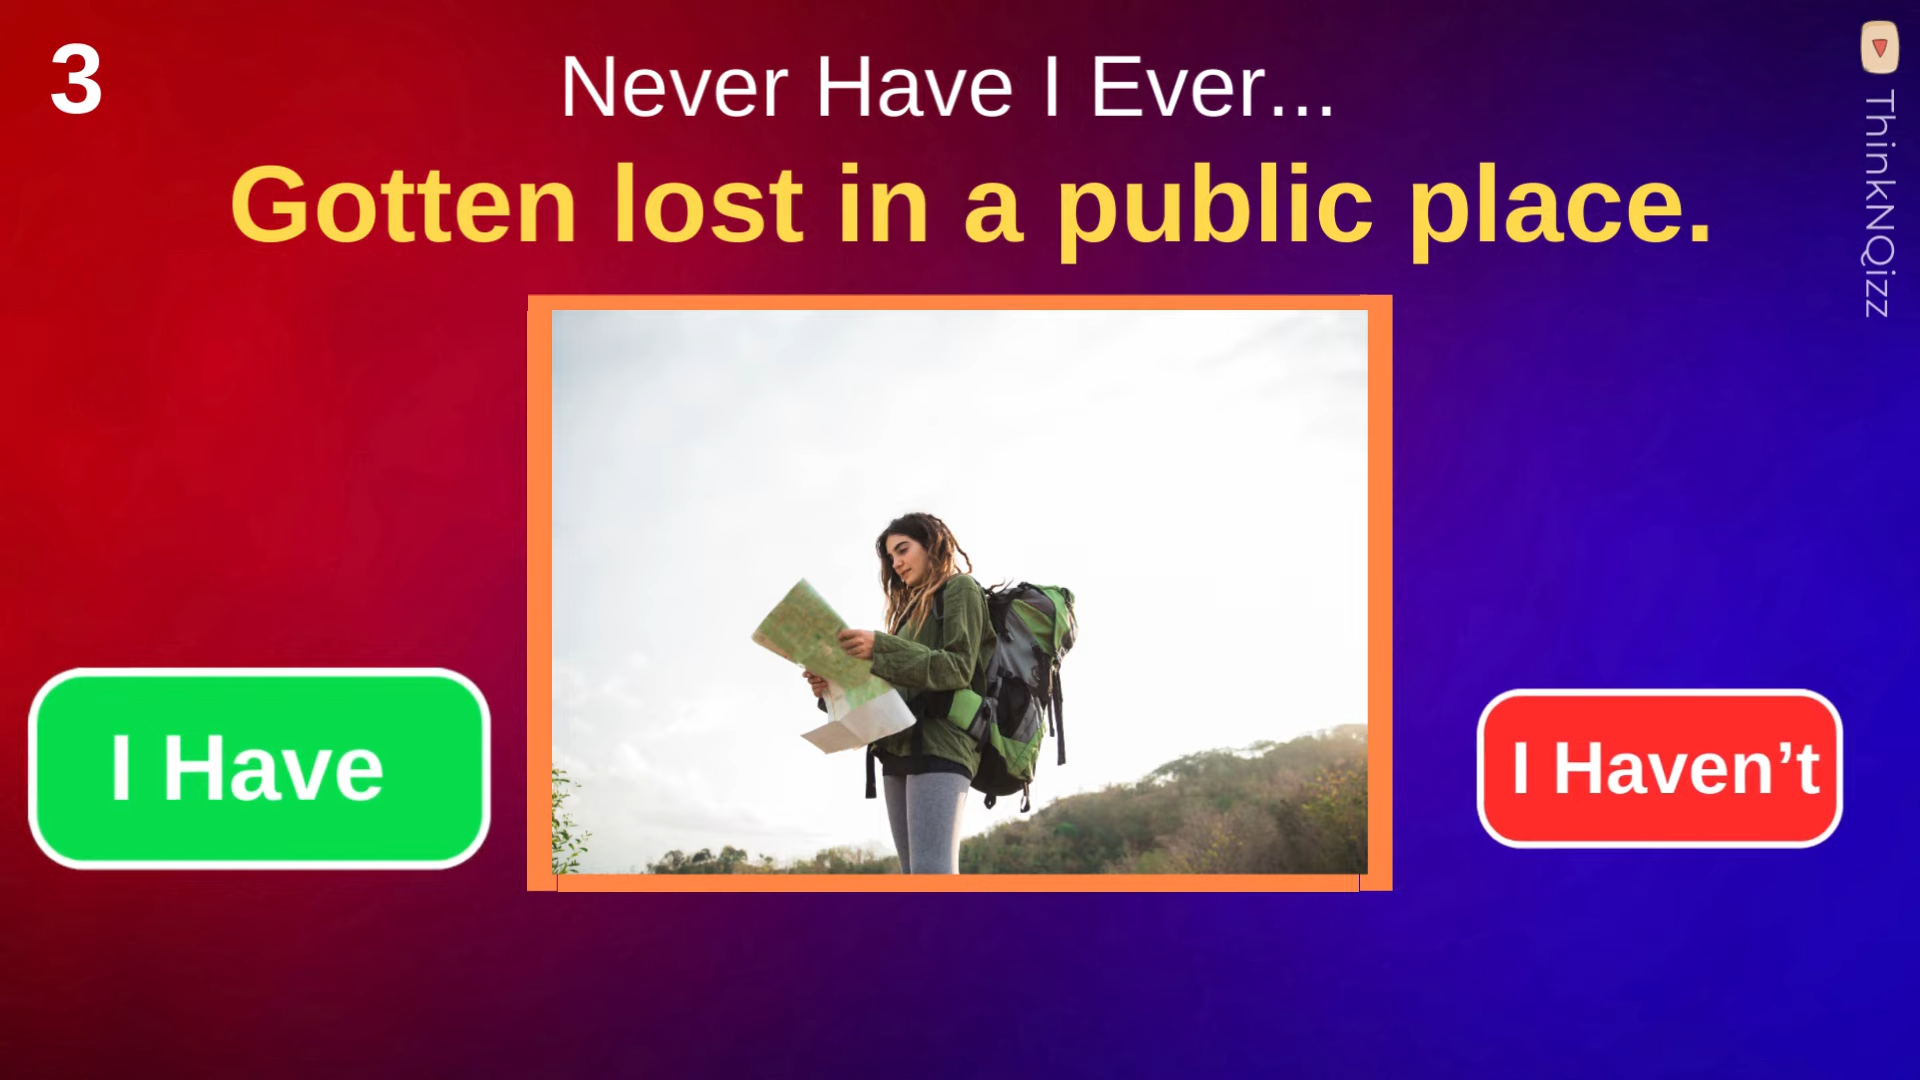 3
Never Have I Ever...
Gotten lost in a public place.
I Have
I Haven’t
ThinkNQizz